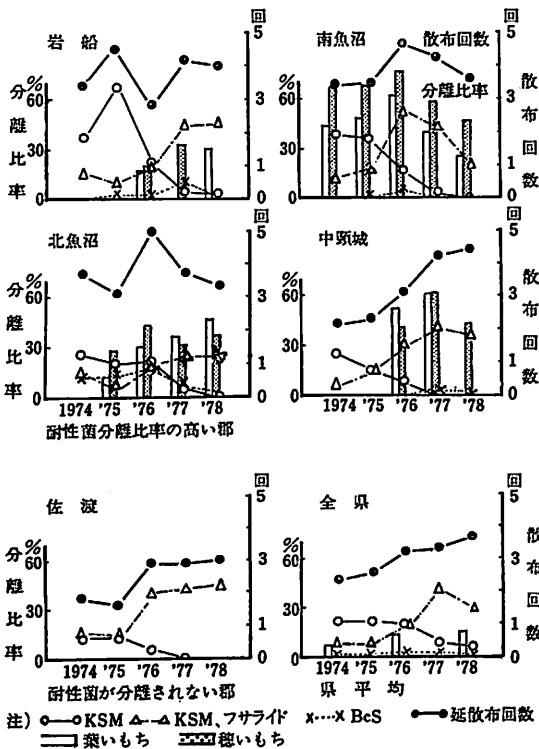 岩船
回
5
3
1
0
%
60
30
0
分離比率
南魚沼
散布回数
分離比率
回
5
3
1
0
%
60
30
0
散布回数
北魚沼
回
5
3
1
0
%
60
30
0
分離比率
1974 '75 '76 '77 '78
耐性菌分離比率の高い郡
中頸城
回
5
3
1
0
%
60
30
0
散布回数
1974 '75 '76 '77 '78
佐渡
回
5
3
1
0
%
60
30
0
分離比率
1974 '75 '76 '77 '78
耐性菌が分離されない郡
全県
回
5
3
1
0
%
60
30
0
散布回数
1974 '75 '76 '77 '78
県平均
注) KSM KSM、フサライド BcS 延散布回数
葉いもち 穂いもち